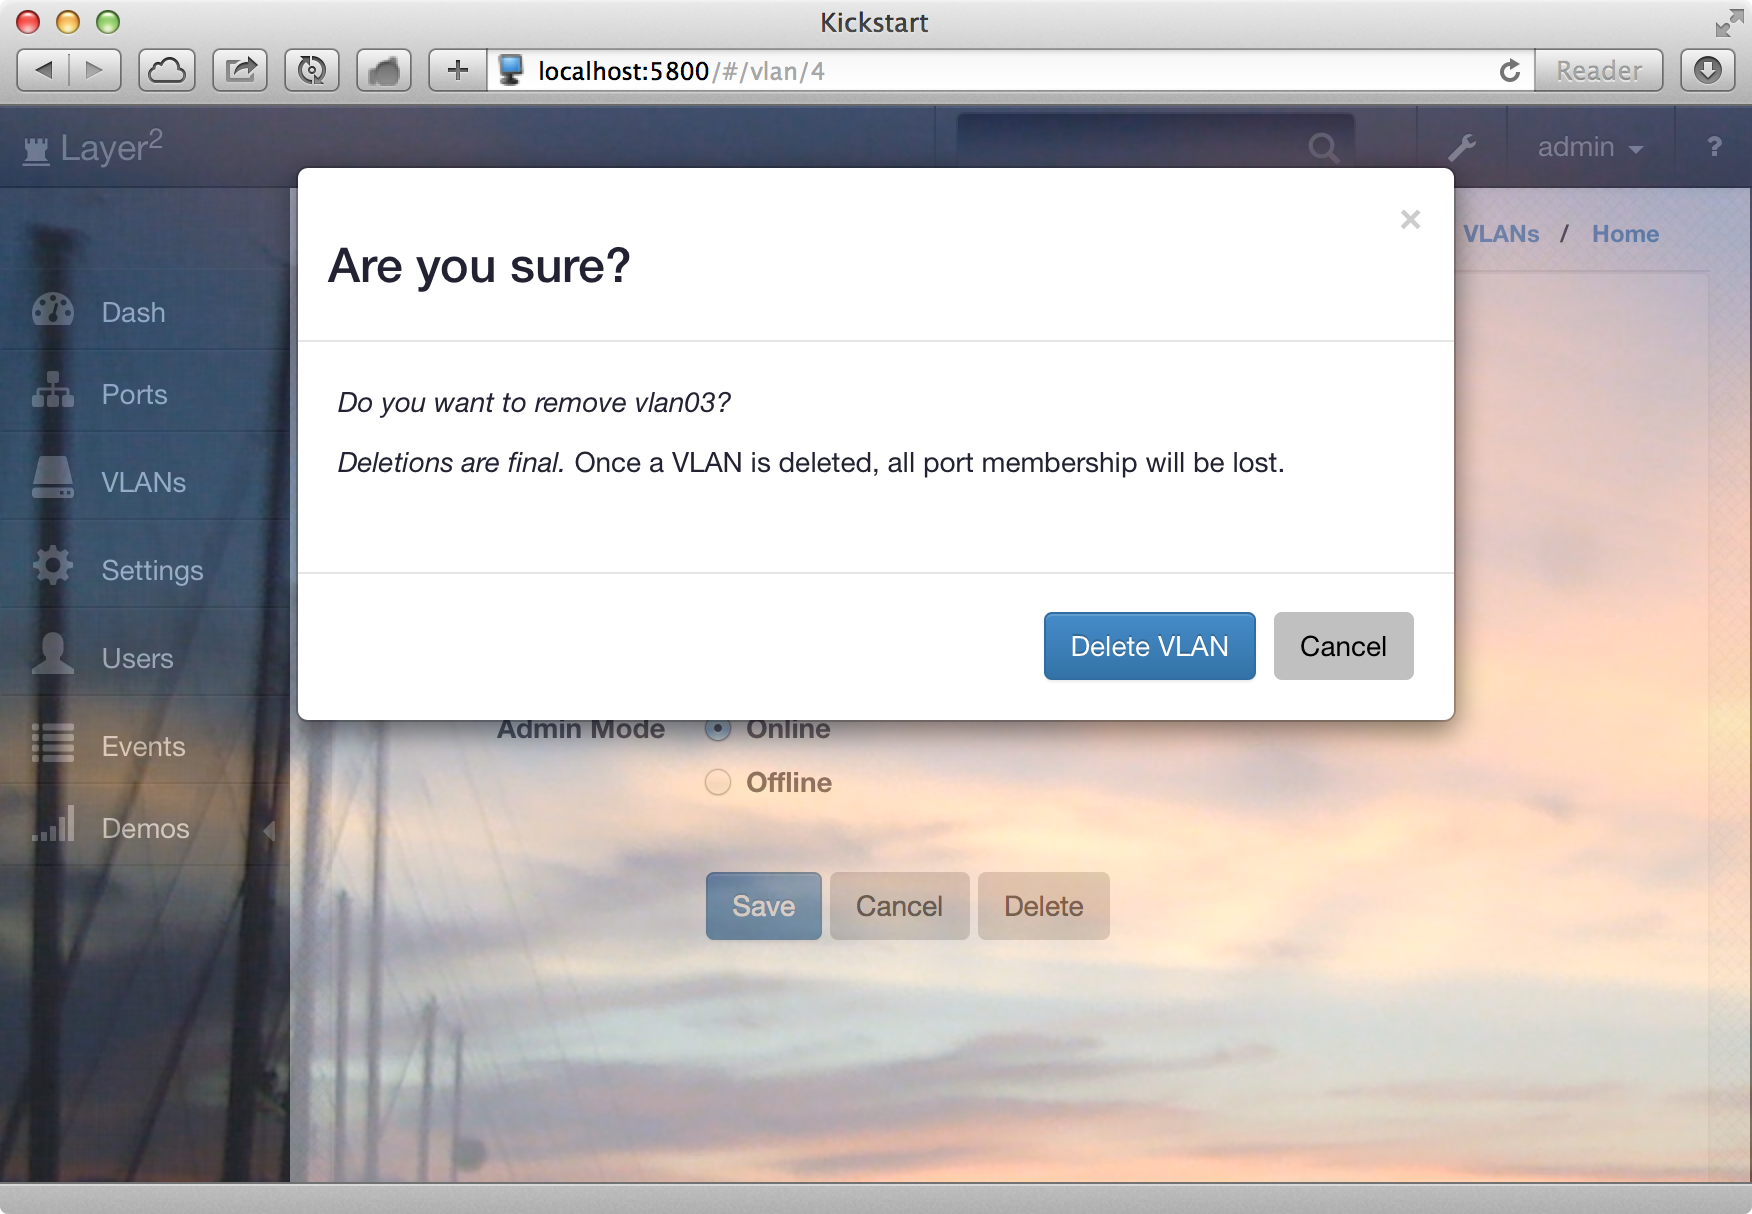 Kickstart
localhost:5800/#/vlan/4
Reader
Layer²
admin
?
VLANs / Home
Dash
Ports
VLANs
Settings
Users
Events
Demos
×
Are you sure?
Do you want to remove vlan03?
Deletions are final. Once a VLAN is deleted, all port membership will be lost.
Delete VLAN
Cancel
Admin Mode
Online
Offline
Save
Cancel
Delete